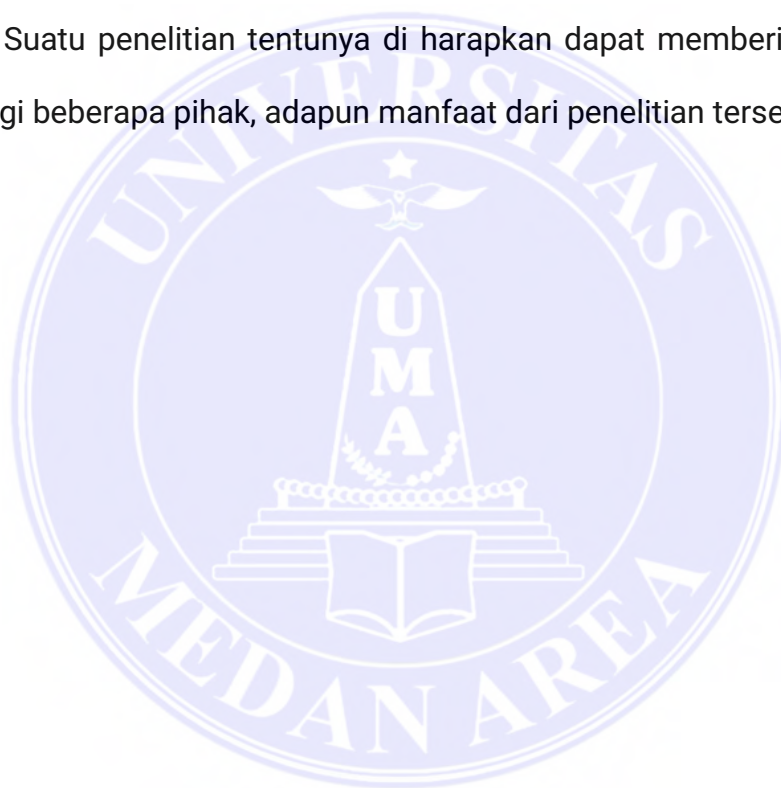 Suatu penelitian tentunya di harapkan dapat memberi
gi beberapa pihak, adapun manfaat dari penelitian terse
UNIVERSITAS
U
M
A
MEDAN AREA